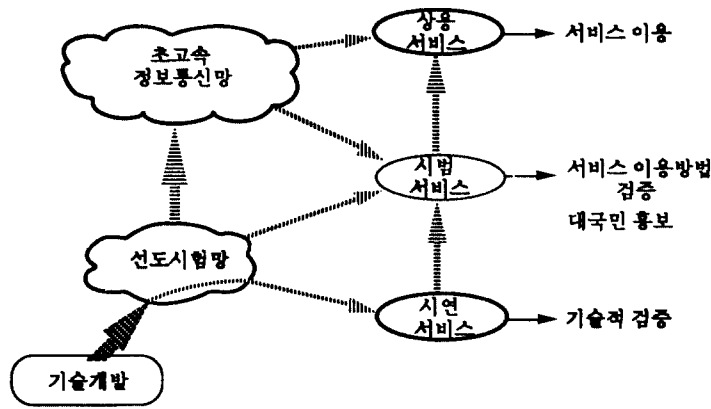 상용
서비스
서비스 이용
초고속
정보통신망
시범
서비스
서비스 이용방법
검증
대국민 홍보
선도시험망
시연
서비스
기술적 검증
기술개발